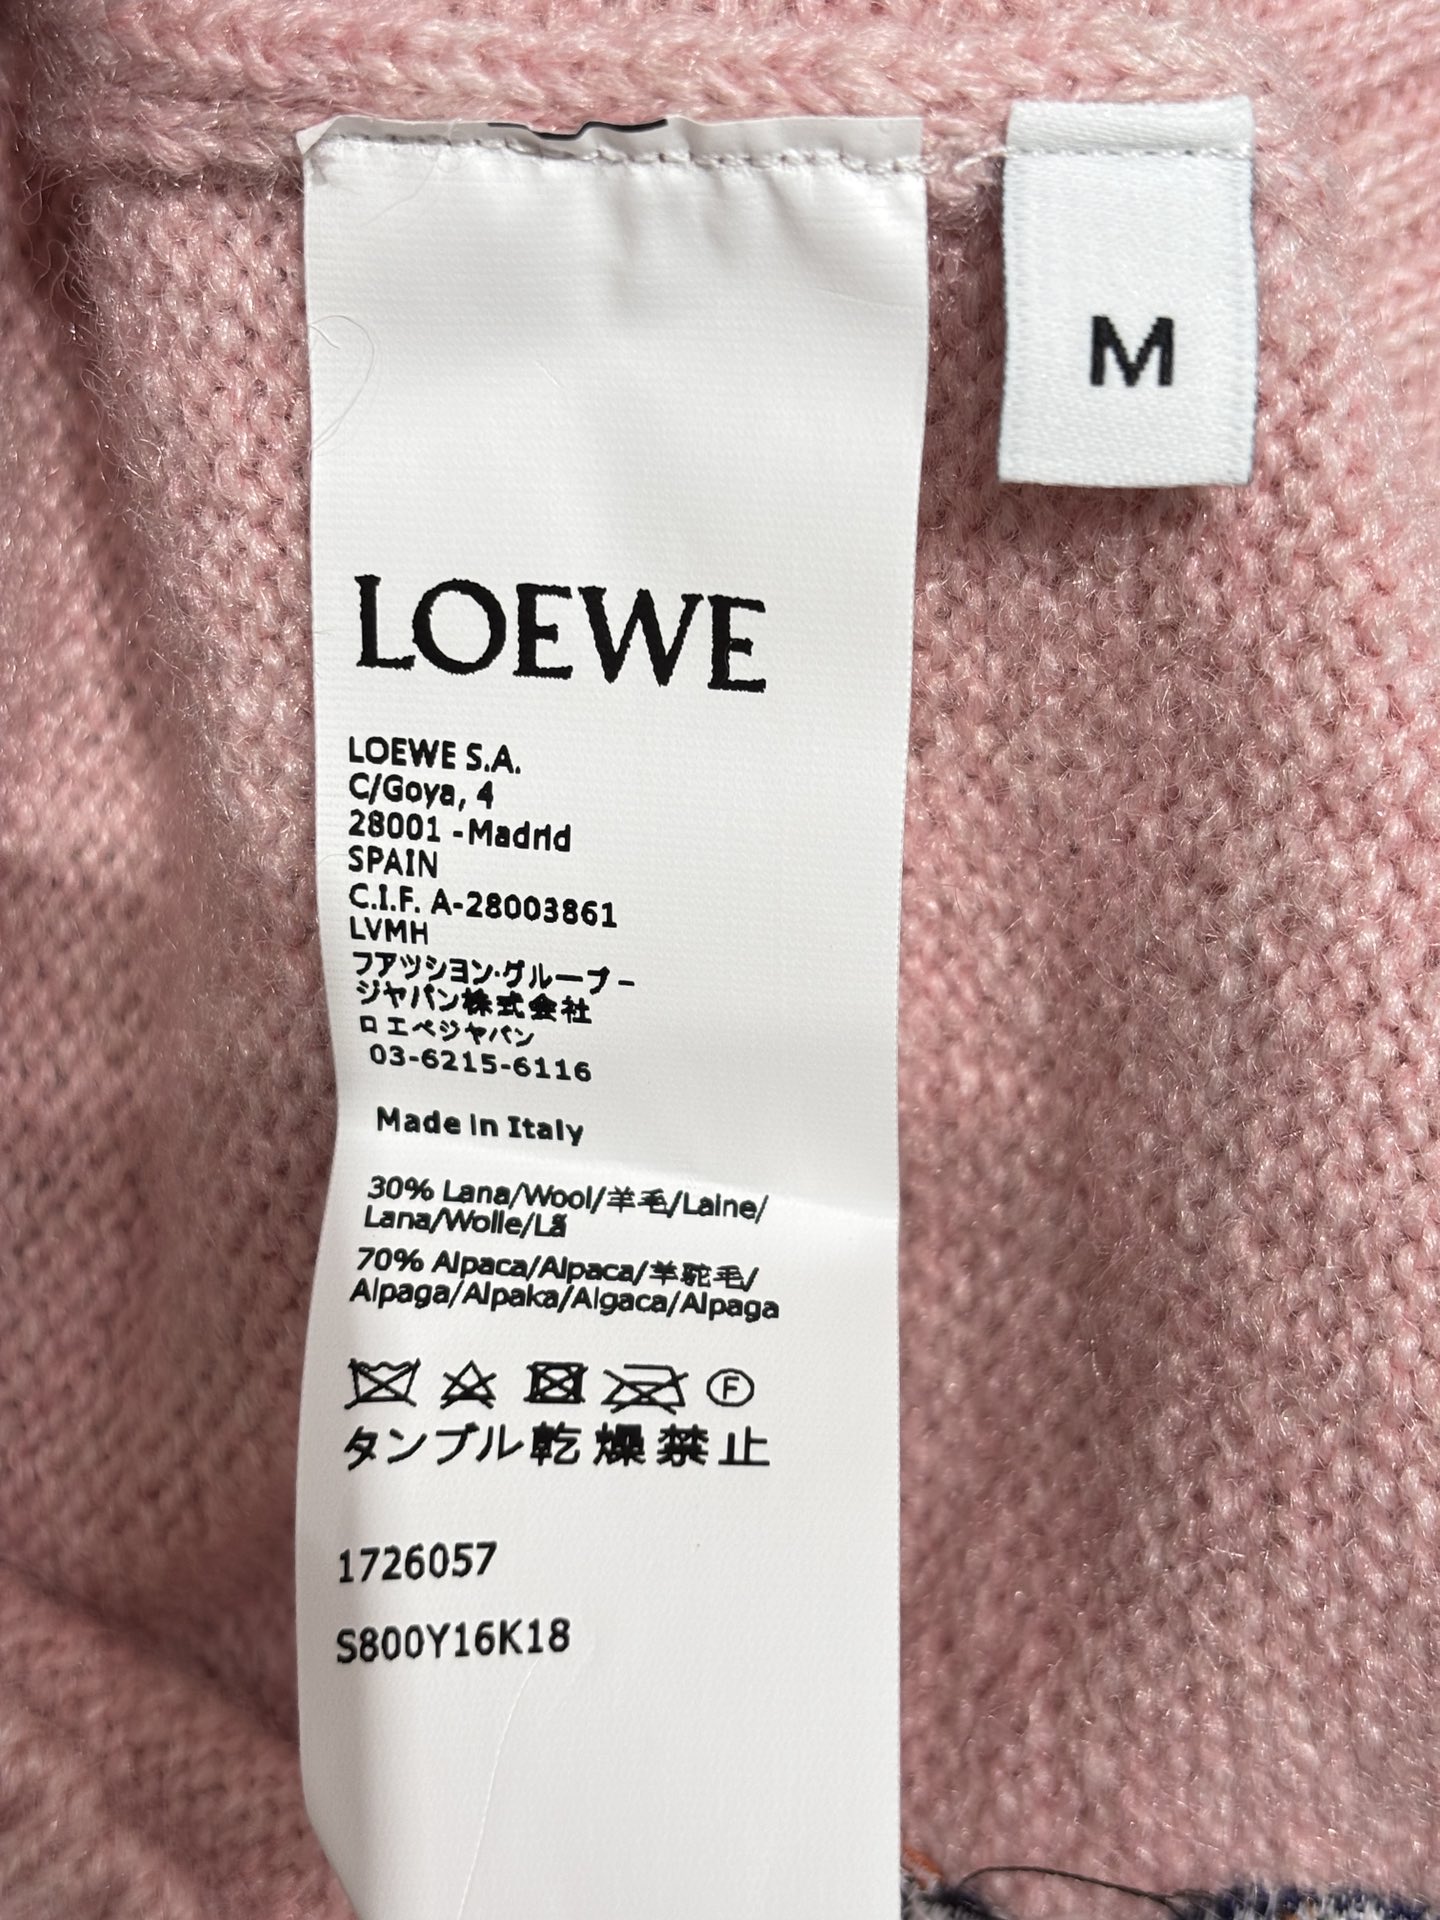 M
LOEWE
LOEWE S.A.
C/Goya, 4
28001 -Madrid
SPAIN
C.I.F. A-28003861
LVMH
ファッション·グループ –
ジャパン株式会社
ロエベジャパン
03-6215-6116
Made in Italy
30% Lana/Wool/羊毛/Laine/
Lana/Wolle/Lã
70% Alpaca/Alpaca/羊駝毛/
Alpaga/Alpaka/Algaca/Alpaga
F
タンブル乾燥禁止
1726057
S800Y16K18